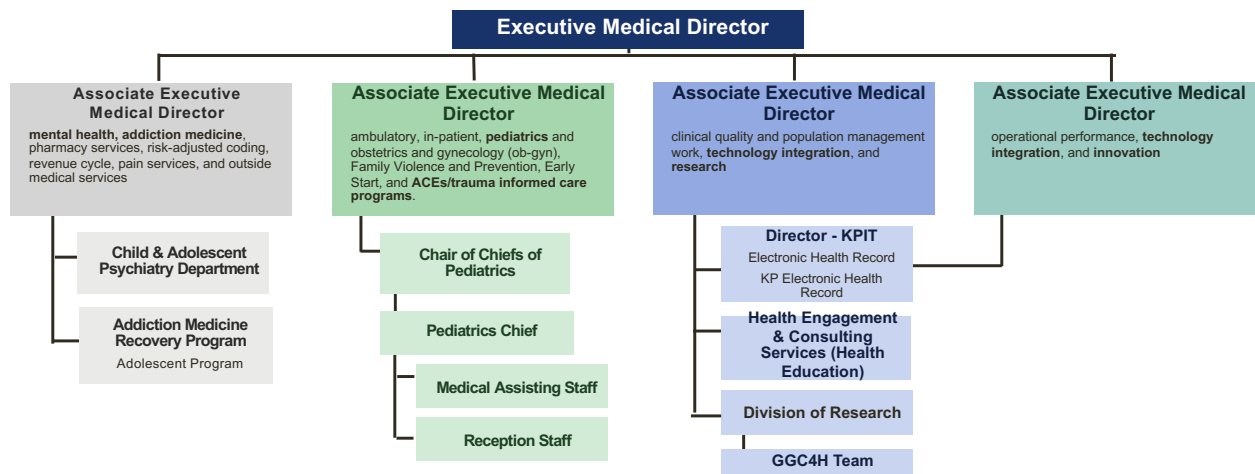 Executive Medical Director
Associate Executive
Medical Director
mental health, addiction medicine,
pharmacy services, risk-adjusted coding,
revenue cycle, pain services, and outside
medical services
Child & Adolescent
Psychiatry Department
Addiction Medicine
Recovery Program
Adolescent Program
Associate Executive Medical
Director
ambulatory, in-patient, pediatrics and
obstetrics and gynecology (ob-gyn),
Family Violence and Prevention, Early
Start, and ACEs/trauma informed care
programs.
Chair of Chiefs of
Pediatrics
Pediatrics Chief
Medical Assisting Staff
Reception Staff
Associate Executive Medical
Director
clinical quality and population management
work, technology integration, and
research
Director - KPIT
Electronic Health Record
KP Electronic Health
Record
Health Engagement
& Consulting
Services (Health
Education)
Division of Research
GGC4H Team
Associate Executive Medical
Director
operational performance, technology
integration, and innovation